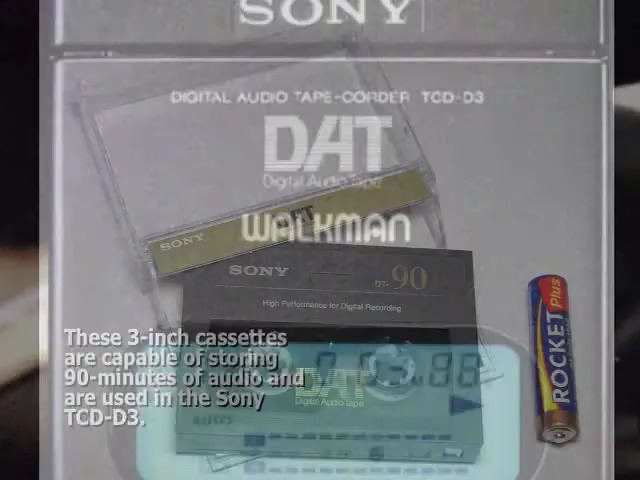 SONY
DIGITAL AUDIO TAPE-CORDER TCD-D3
DAT
Digital Audio Tape
WALKMAN
SONY
DAT
SONY
DT-90
High Performance for Digital Recording
ROCKET Plus
These 3-inch cassettes
are capable of storing
90-minutes of audio and
are used in the Sony
TCD-D3.
DAT
Digital Audio Tape